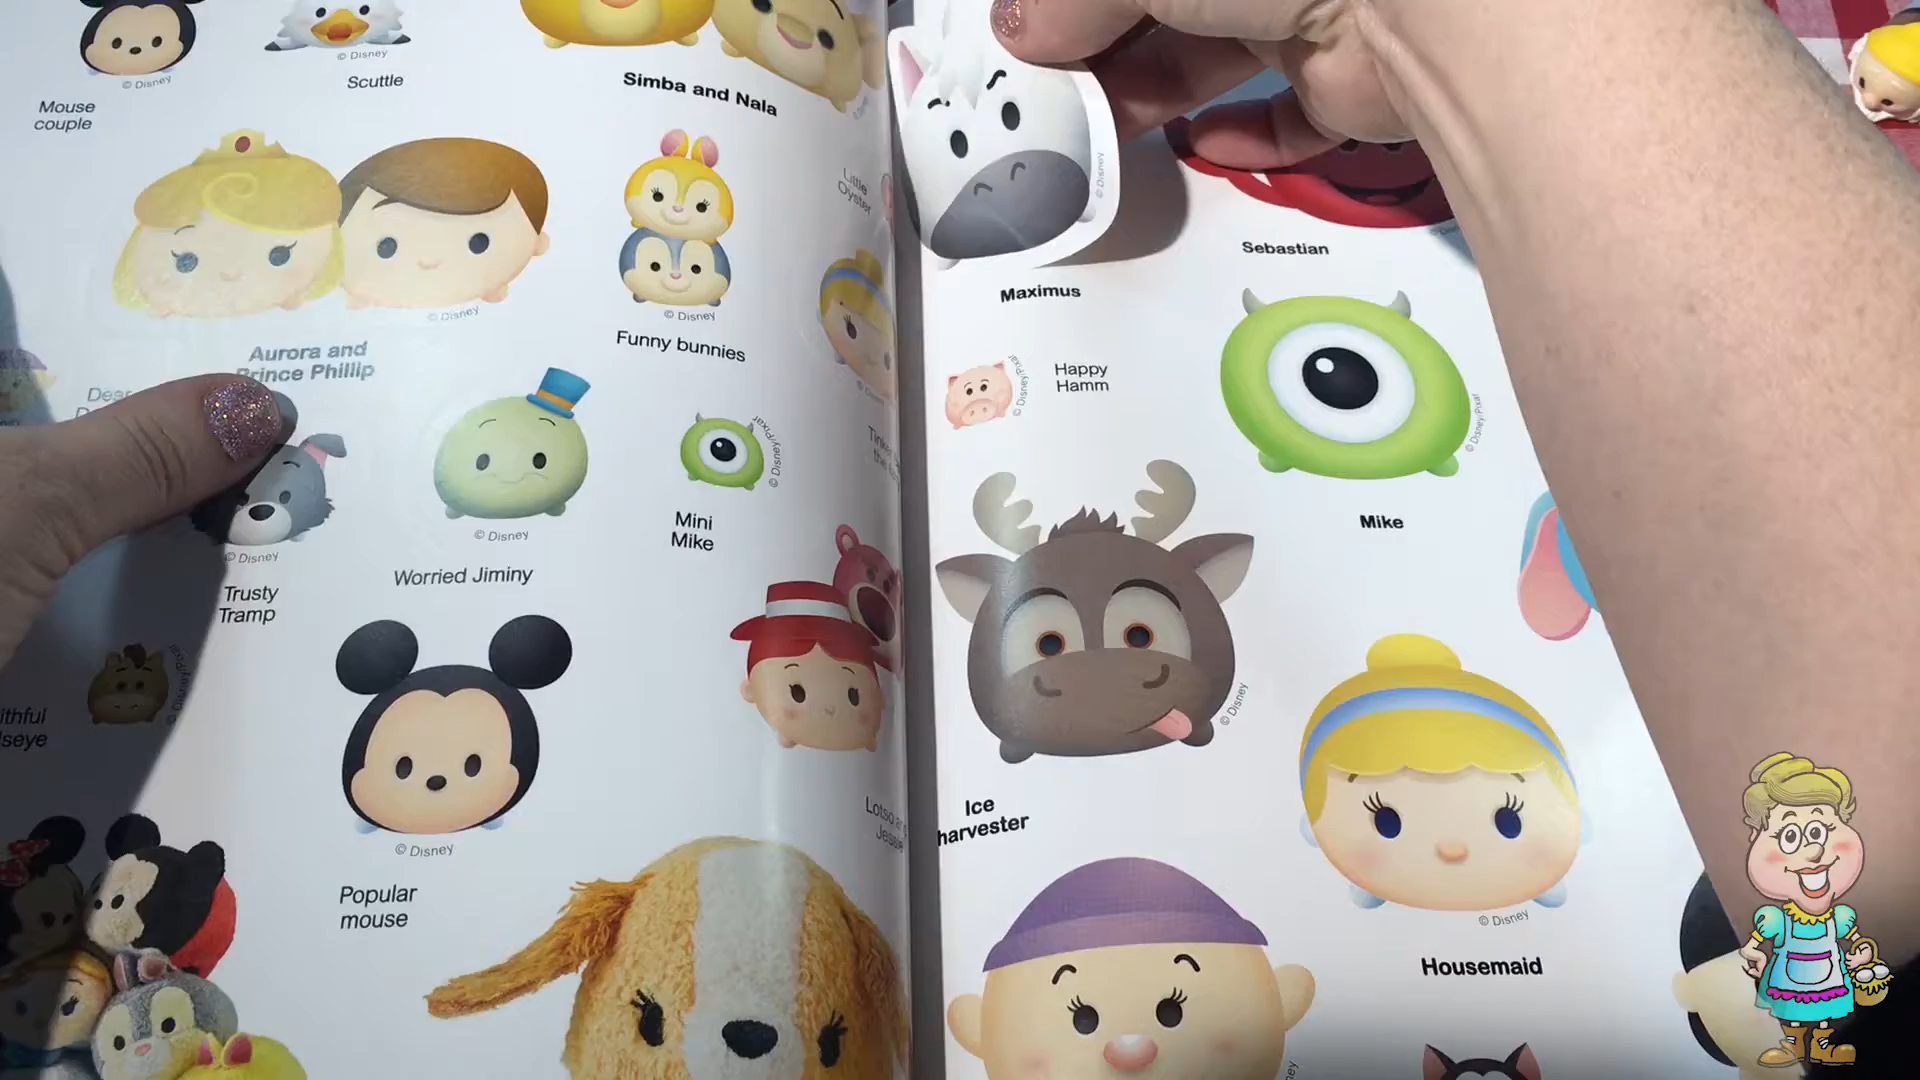 © Disney
Mouse
couple
© Disney
Scuttle
Simba and Nala
© Disney
Aurora and
Prince Phillip
© Disney
Funny bunnies
Little
Oyster
© Disney
Trusty
Tramp
© Disney
Worried Jiminy
© Disney/Pixar
Mini
Mike
© Disney
Popular
mouse
© Disney
Maximus
Sebastian
© Disney/Pixar
Happy
Hamm
© Disney/Pixar
Mike
© Disney
Ice
harvester
© Disney
Housemaid